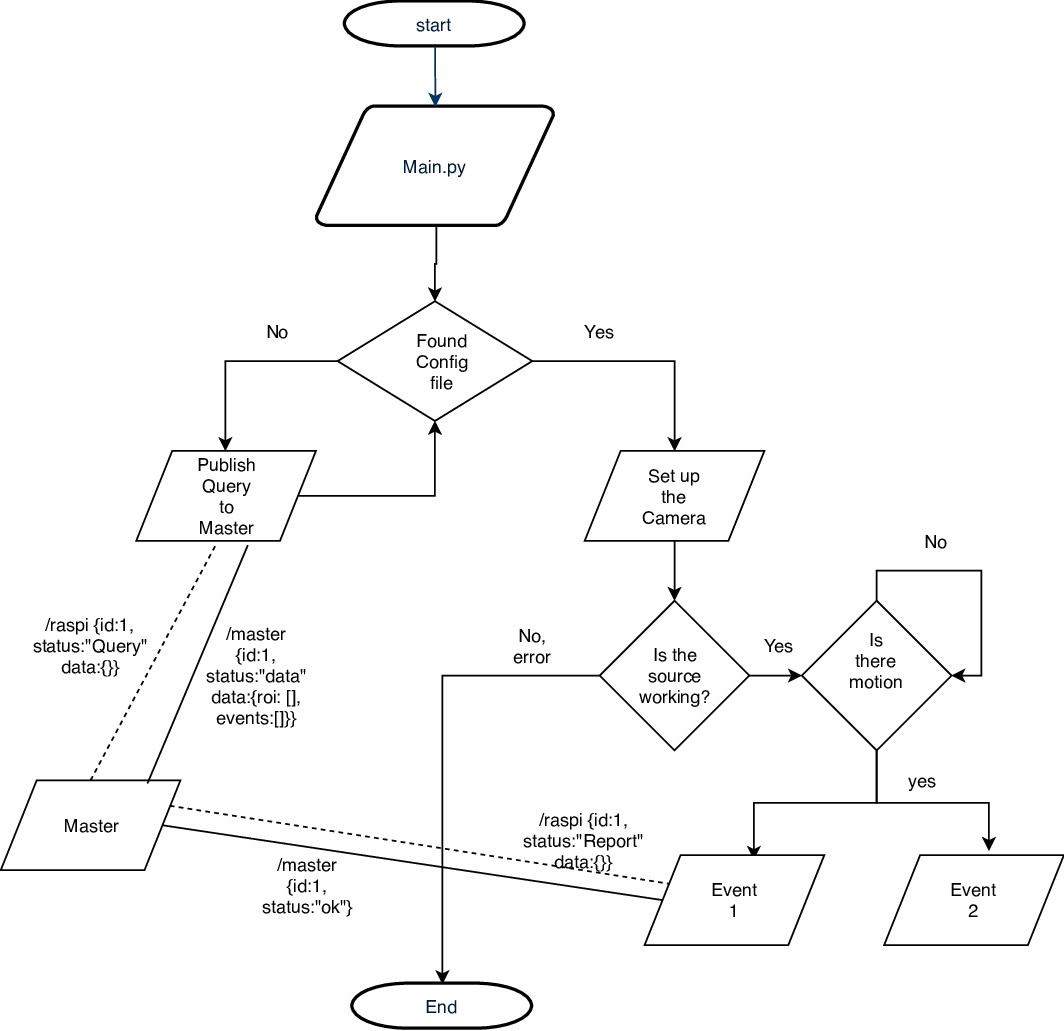 start
Main.py
No
Yes
Found
Config
file
Publish
Query
to
Master
Set up
the
Camera
No
/raspi {id:1,
status:"Query"
data:{}}
/master
{id:1,
status:"data"
data:{roi: [],
events:[]}}
No,
error
Is the
source
working?
Yes
Is
there
motion
yes
Master
/raspi {id:1,
status:"Report"
data:{}}
/master
{id:1,
status:"ok"}
Event
1
Event
2
End